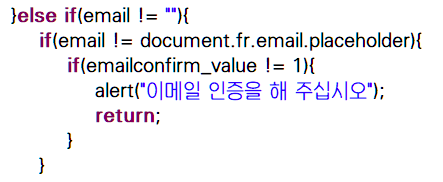 }else if(email != ""){
if(email != document.fr.email.placeholder){
if(emailconfirm_value != 1){
alert("이메일 인증을 해 주십시오");
return;
}
}